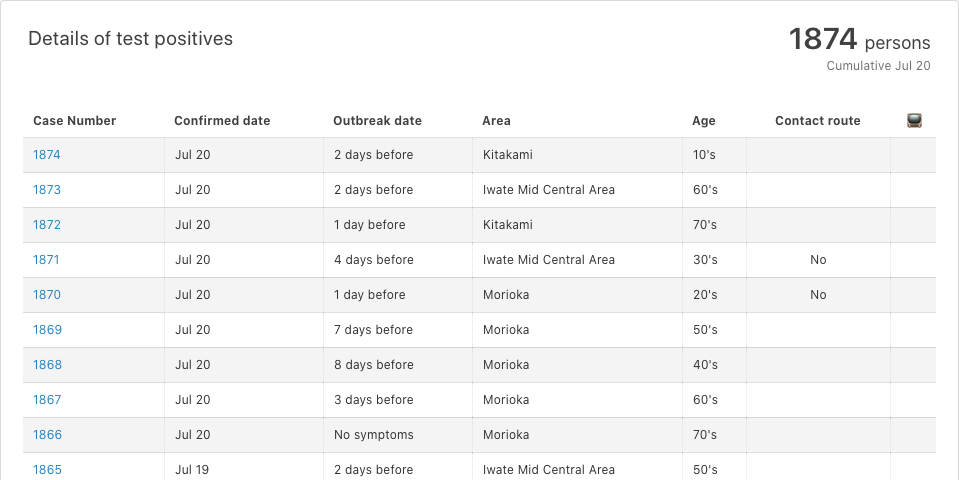 Details of test positives
1874 persons
Cumulative Jul 20
Case Number Confirmed date Outbreak date Area Age Contact route
1874 Jul 20 2 days before Kitakami 10's
1873 Jul 20 2 days before Iwate Mid Central Area 60's
1872 Jul 20 1 day before Kitakami 70's
1871 Jul 20 4 days before Iwate Mid Central Area 30's No
1870 Jul 20 1 day before Morioka 20's No
1869 Jul 20 7 days before Morioka 50's
1868 Jul 20 8 days before Morioka 40's
1867 Jul 20 3 days before Morioka 60's
1866 Jul 20 No symptoms Morioka 70's
1865 Jul 19 2 days before Iwate Mid Central Area 50's